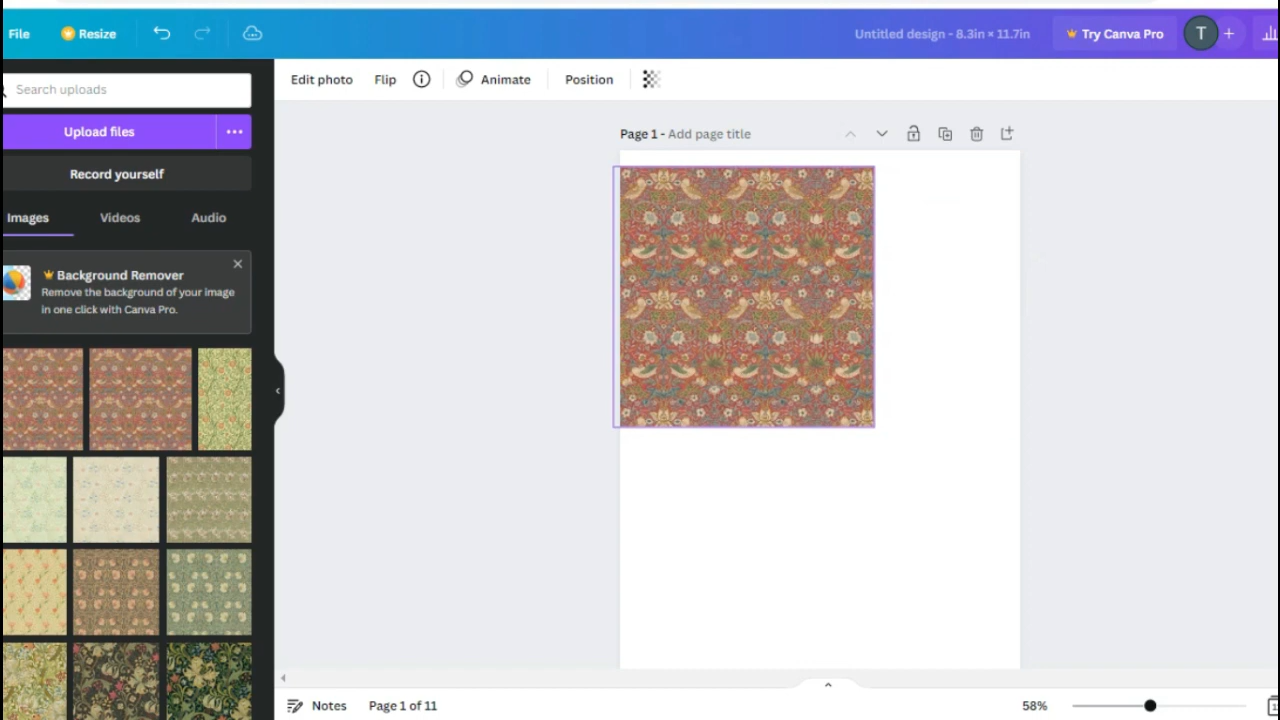 File
Resize
Untitled design - 8.3in × 11.7in
Try Canva Pro
T
+
Search uploads
Upload files
Record yourself
Images
Videos
Audio
Background Remover
Remove the background of your image
in one click with Canva Pro.
Edit photo
Flip
Animate
Position
Page 1 - Add page title
Notes
Page 1 of 11
58%